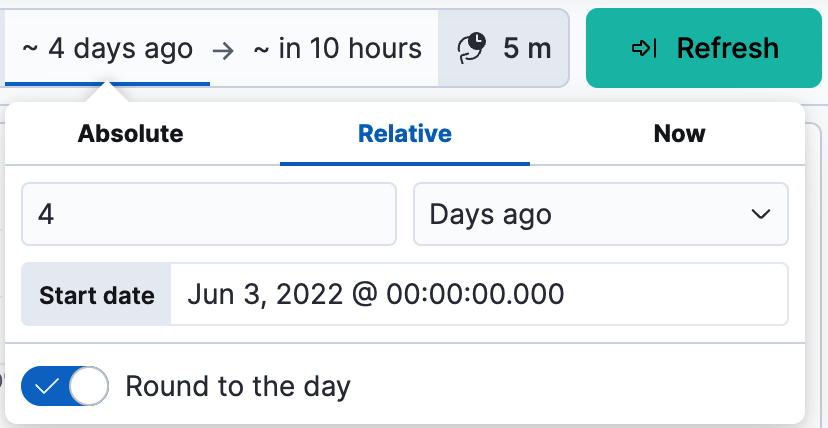 ~ 4 days ago → ~ in 10 hours 5 m Refresh
Absolute Relative Now
4 Days ago
Start date Jun 3, 2022 @ 00:00:00.000
Round to the day